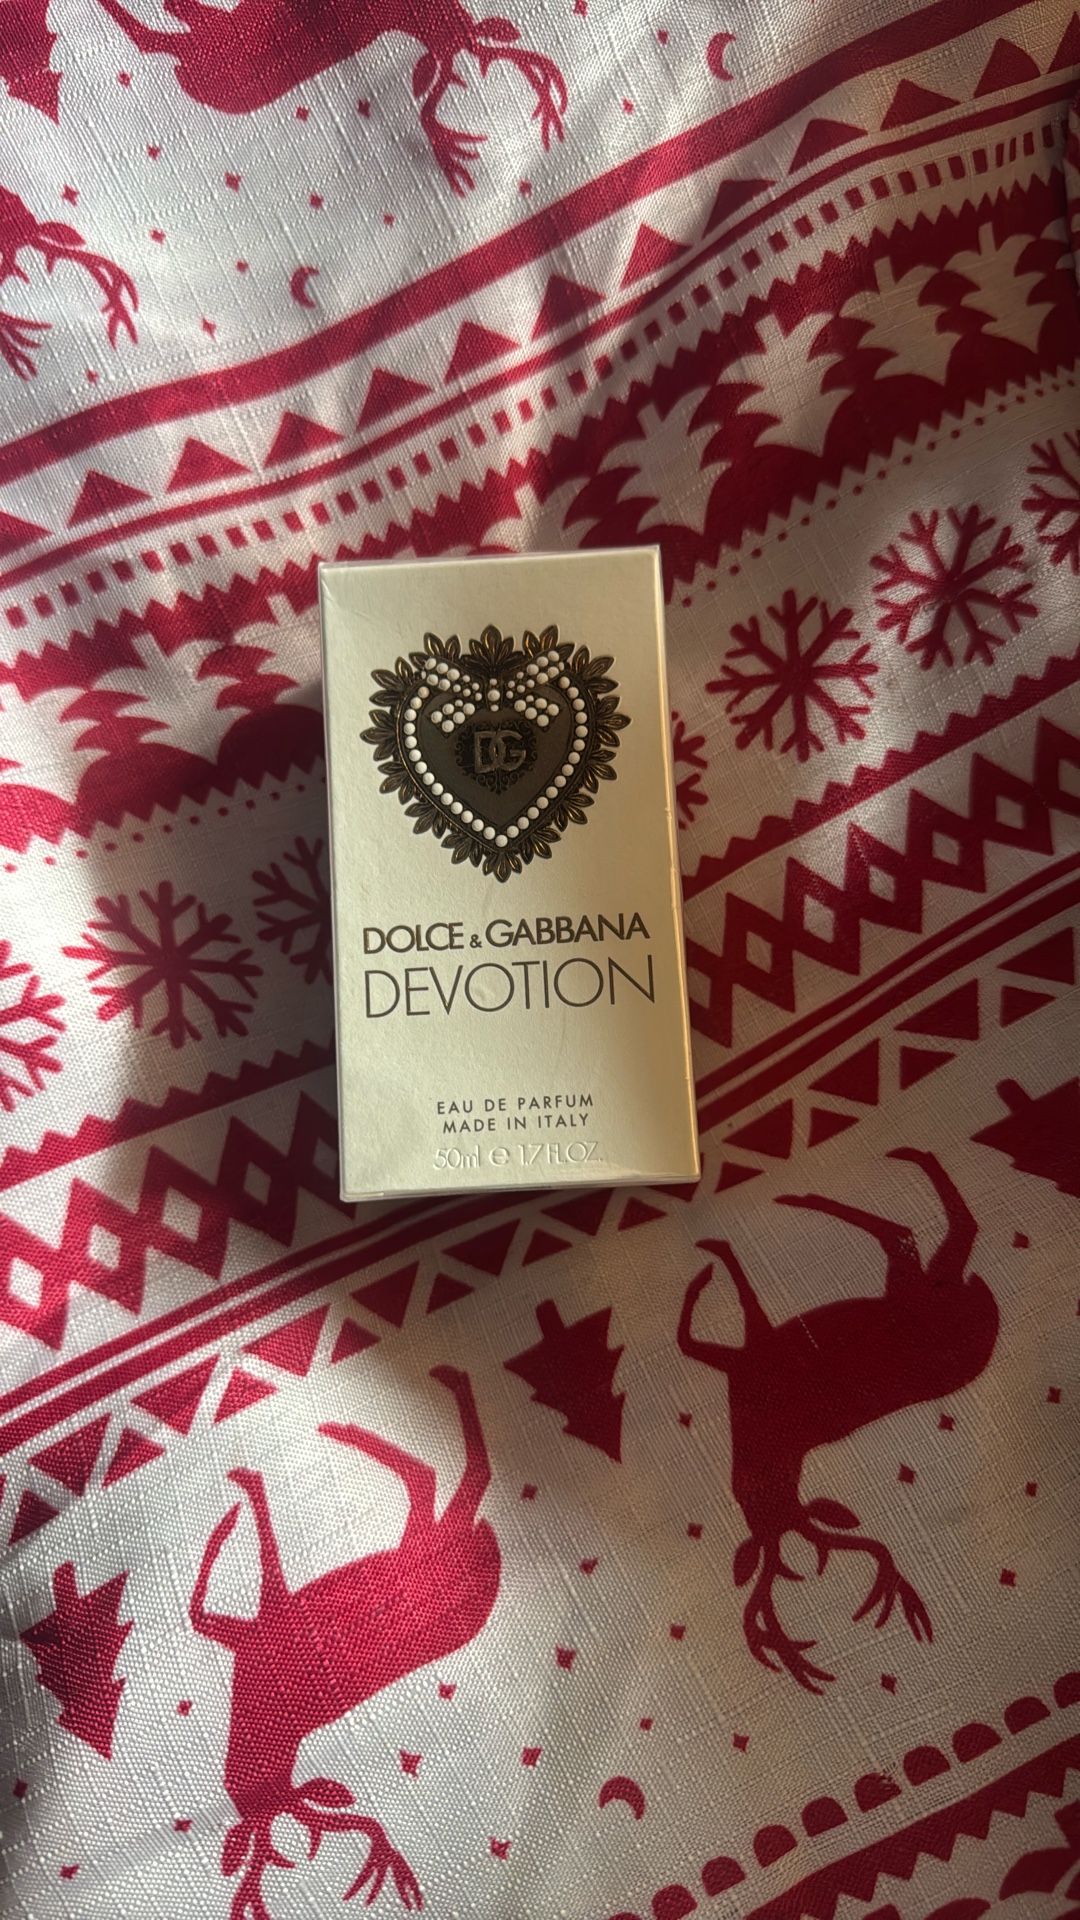 DG
DOLCE & GABBANA
DEVOTION
EAU DE PARFUM
MADE IN ITALY
50ml ℮ 1.7 FL.OZ.